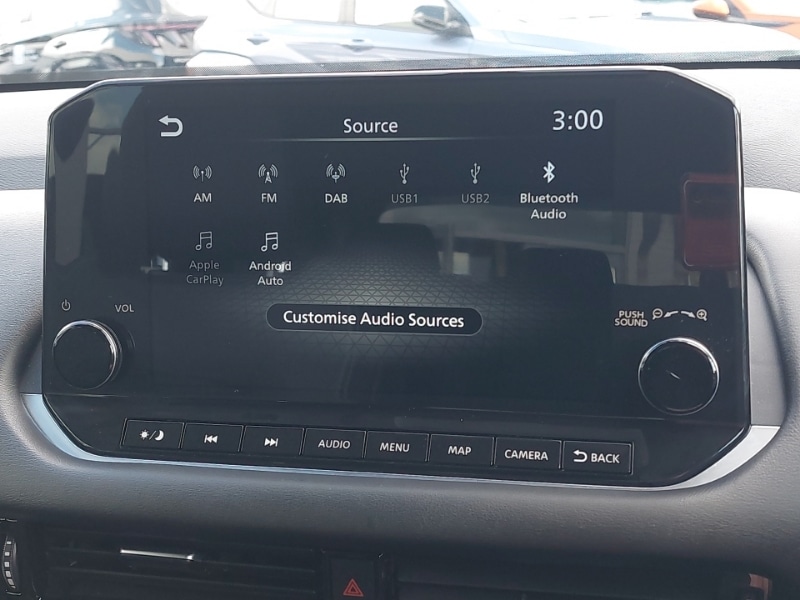 Source
3:00
AM
FM
DAB
USB1
USB2
Bluetooth
Audio
Apple
CarPlay
Android
Auto
Customise Audio Sources
VOL
PUSH
SOUND
AUDIO
MENU
MAP
CAMERA
BACK